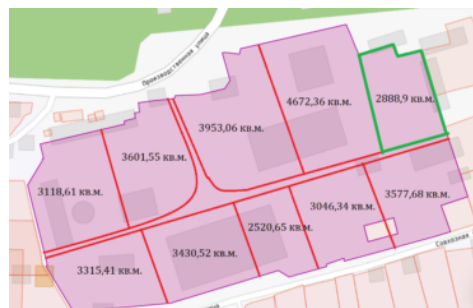 Производственная улица
4672,36 кв.м.
2888,9 кв.м.
3953,06 кв.м.
3601,55 кв.м.
3118,61 кв.м.
3577,68 кв.м.
3046,34 кв.м.
2520,65 кв.м.
3430,52 кв.м.
3315,41 кв.м.
Совхозная